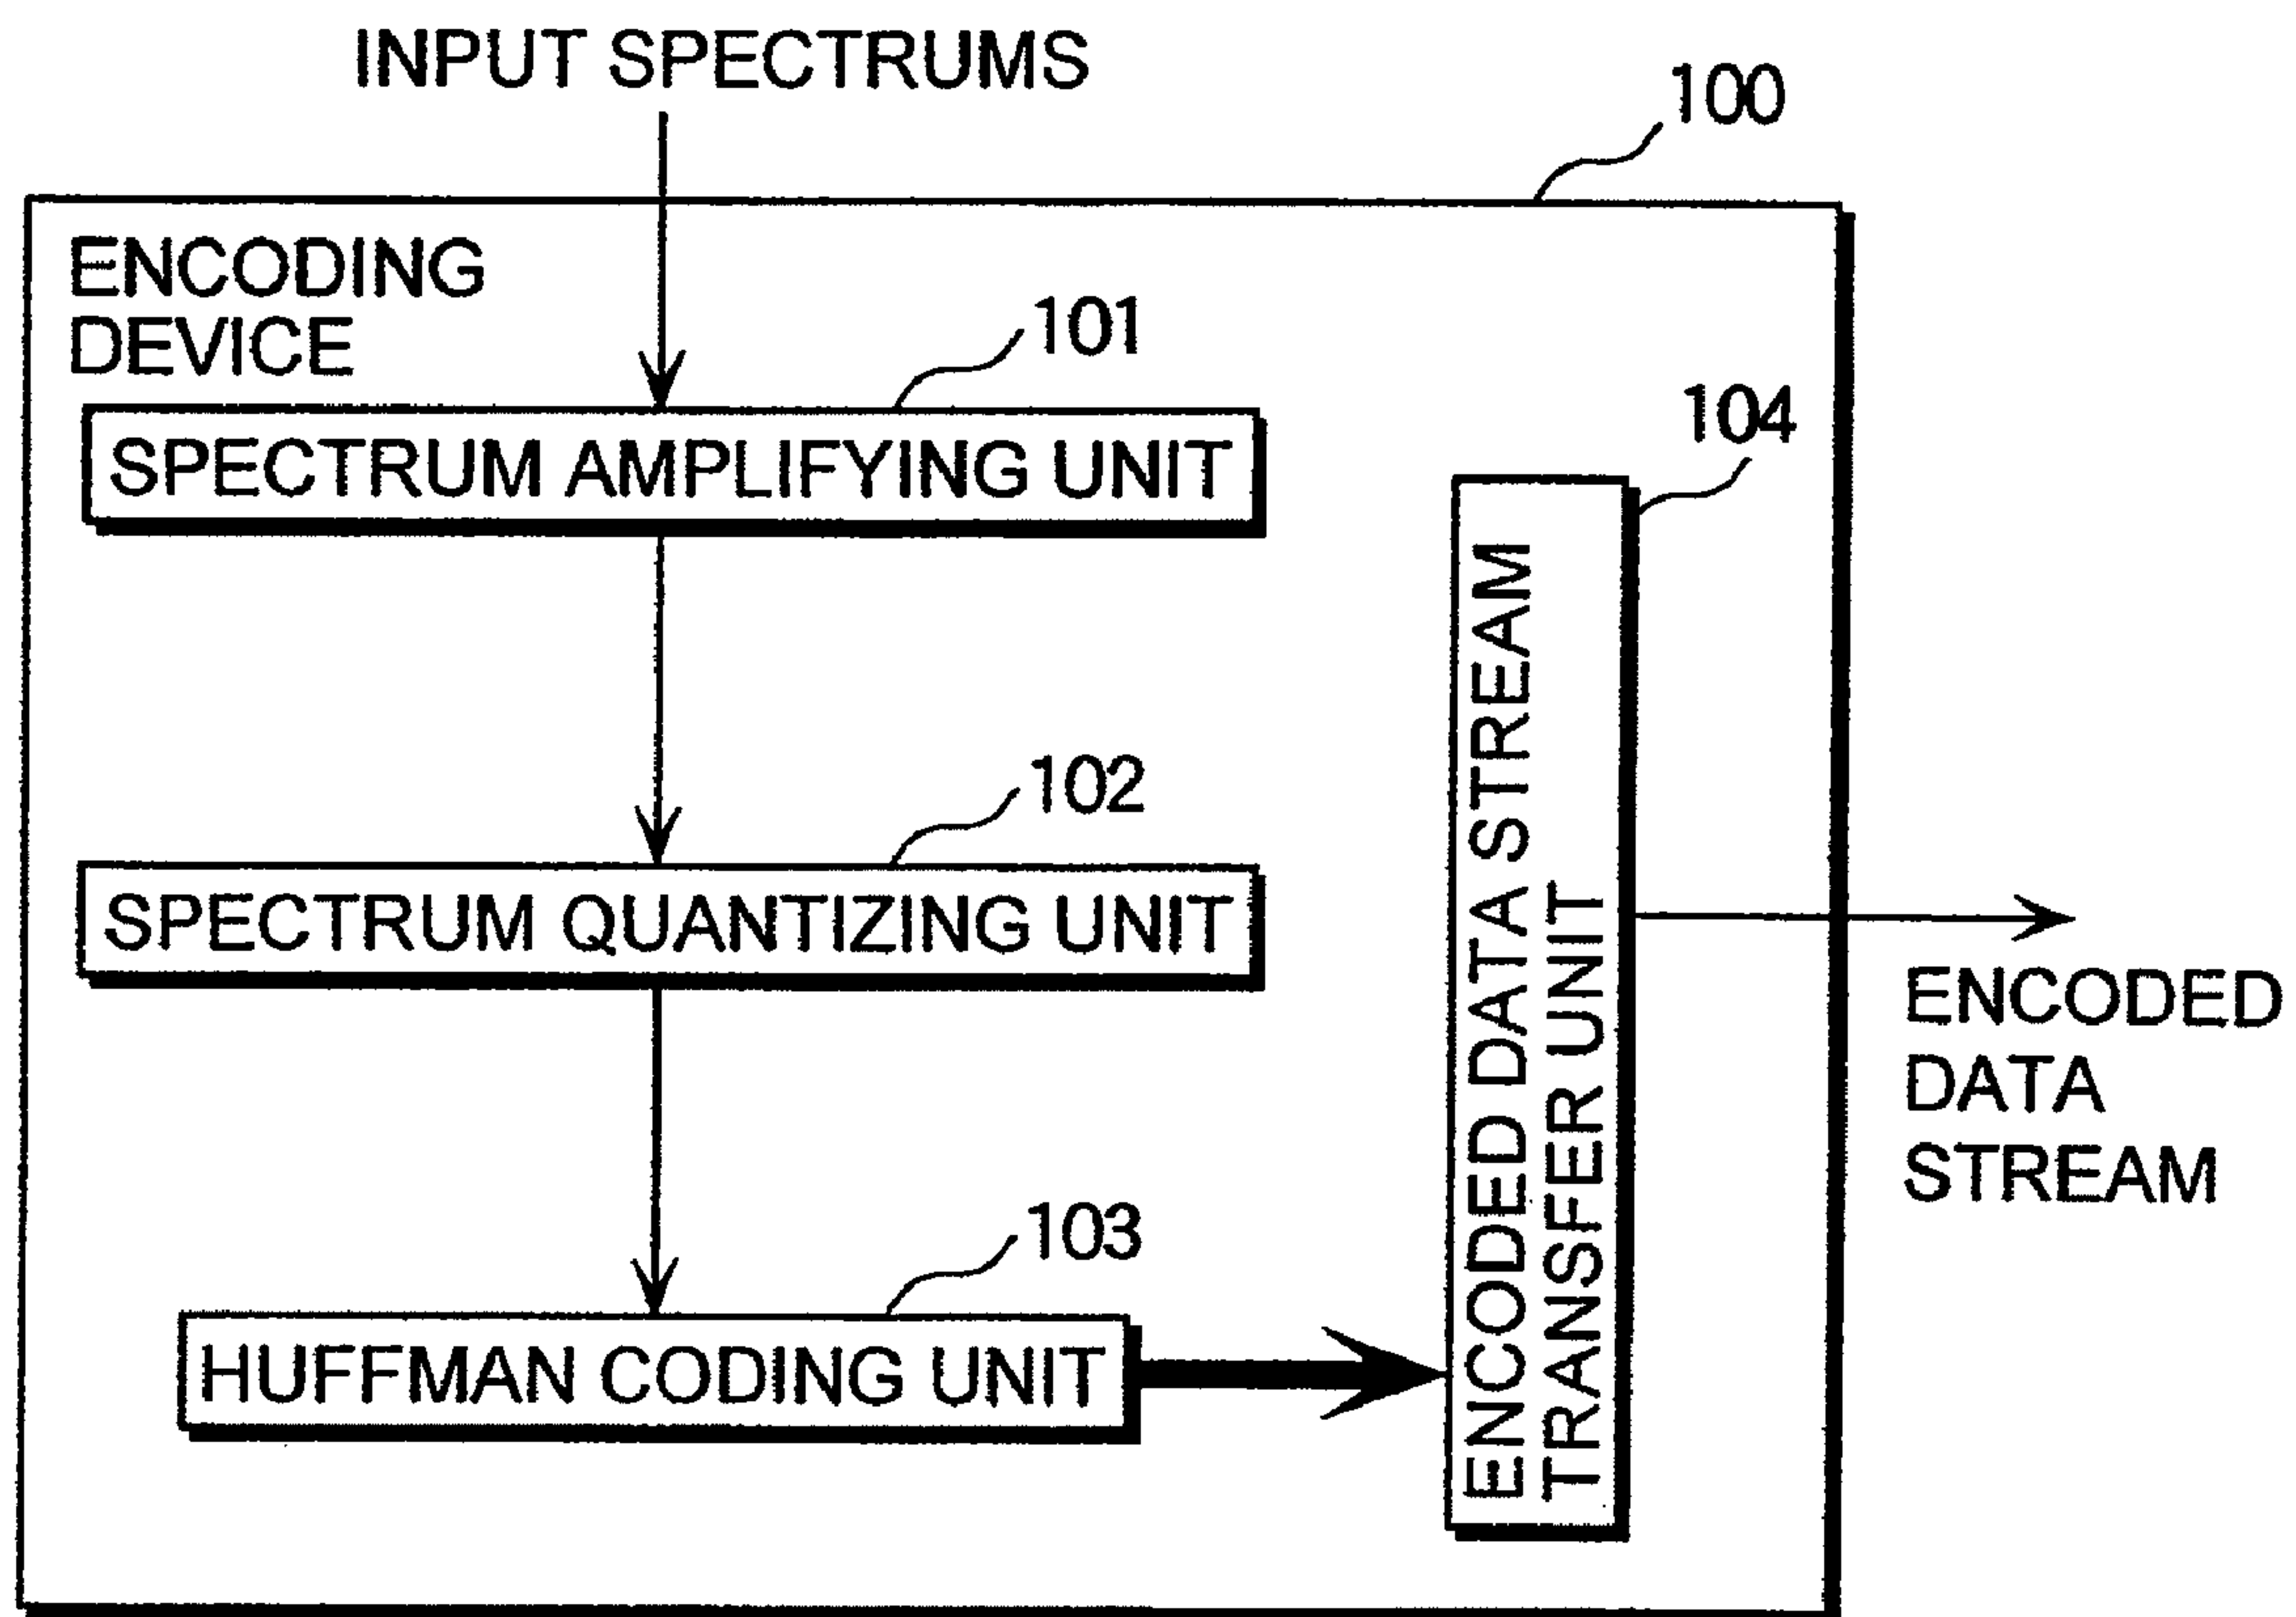 INPUT SPECTRUMS
100
ENCODING
DEVICE
101
SPECTRUM AMPLIFYING UNIT
104
ENCODED DATA STREAM
TRANSFER UNIT
102
SPECTRUM QUANTIZING UNIT
ENCODED
DATA
STREAM
103
HUFFMAN CODING UNIT